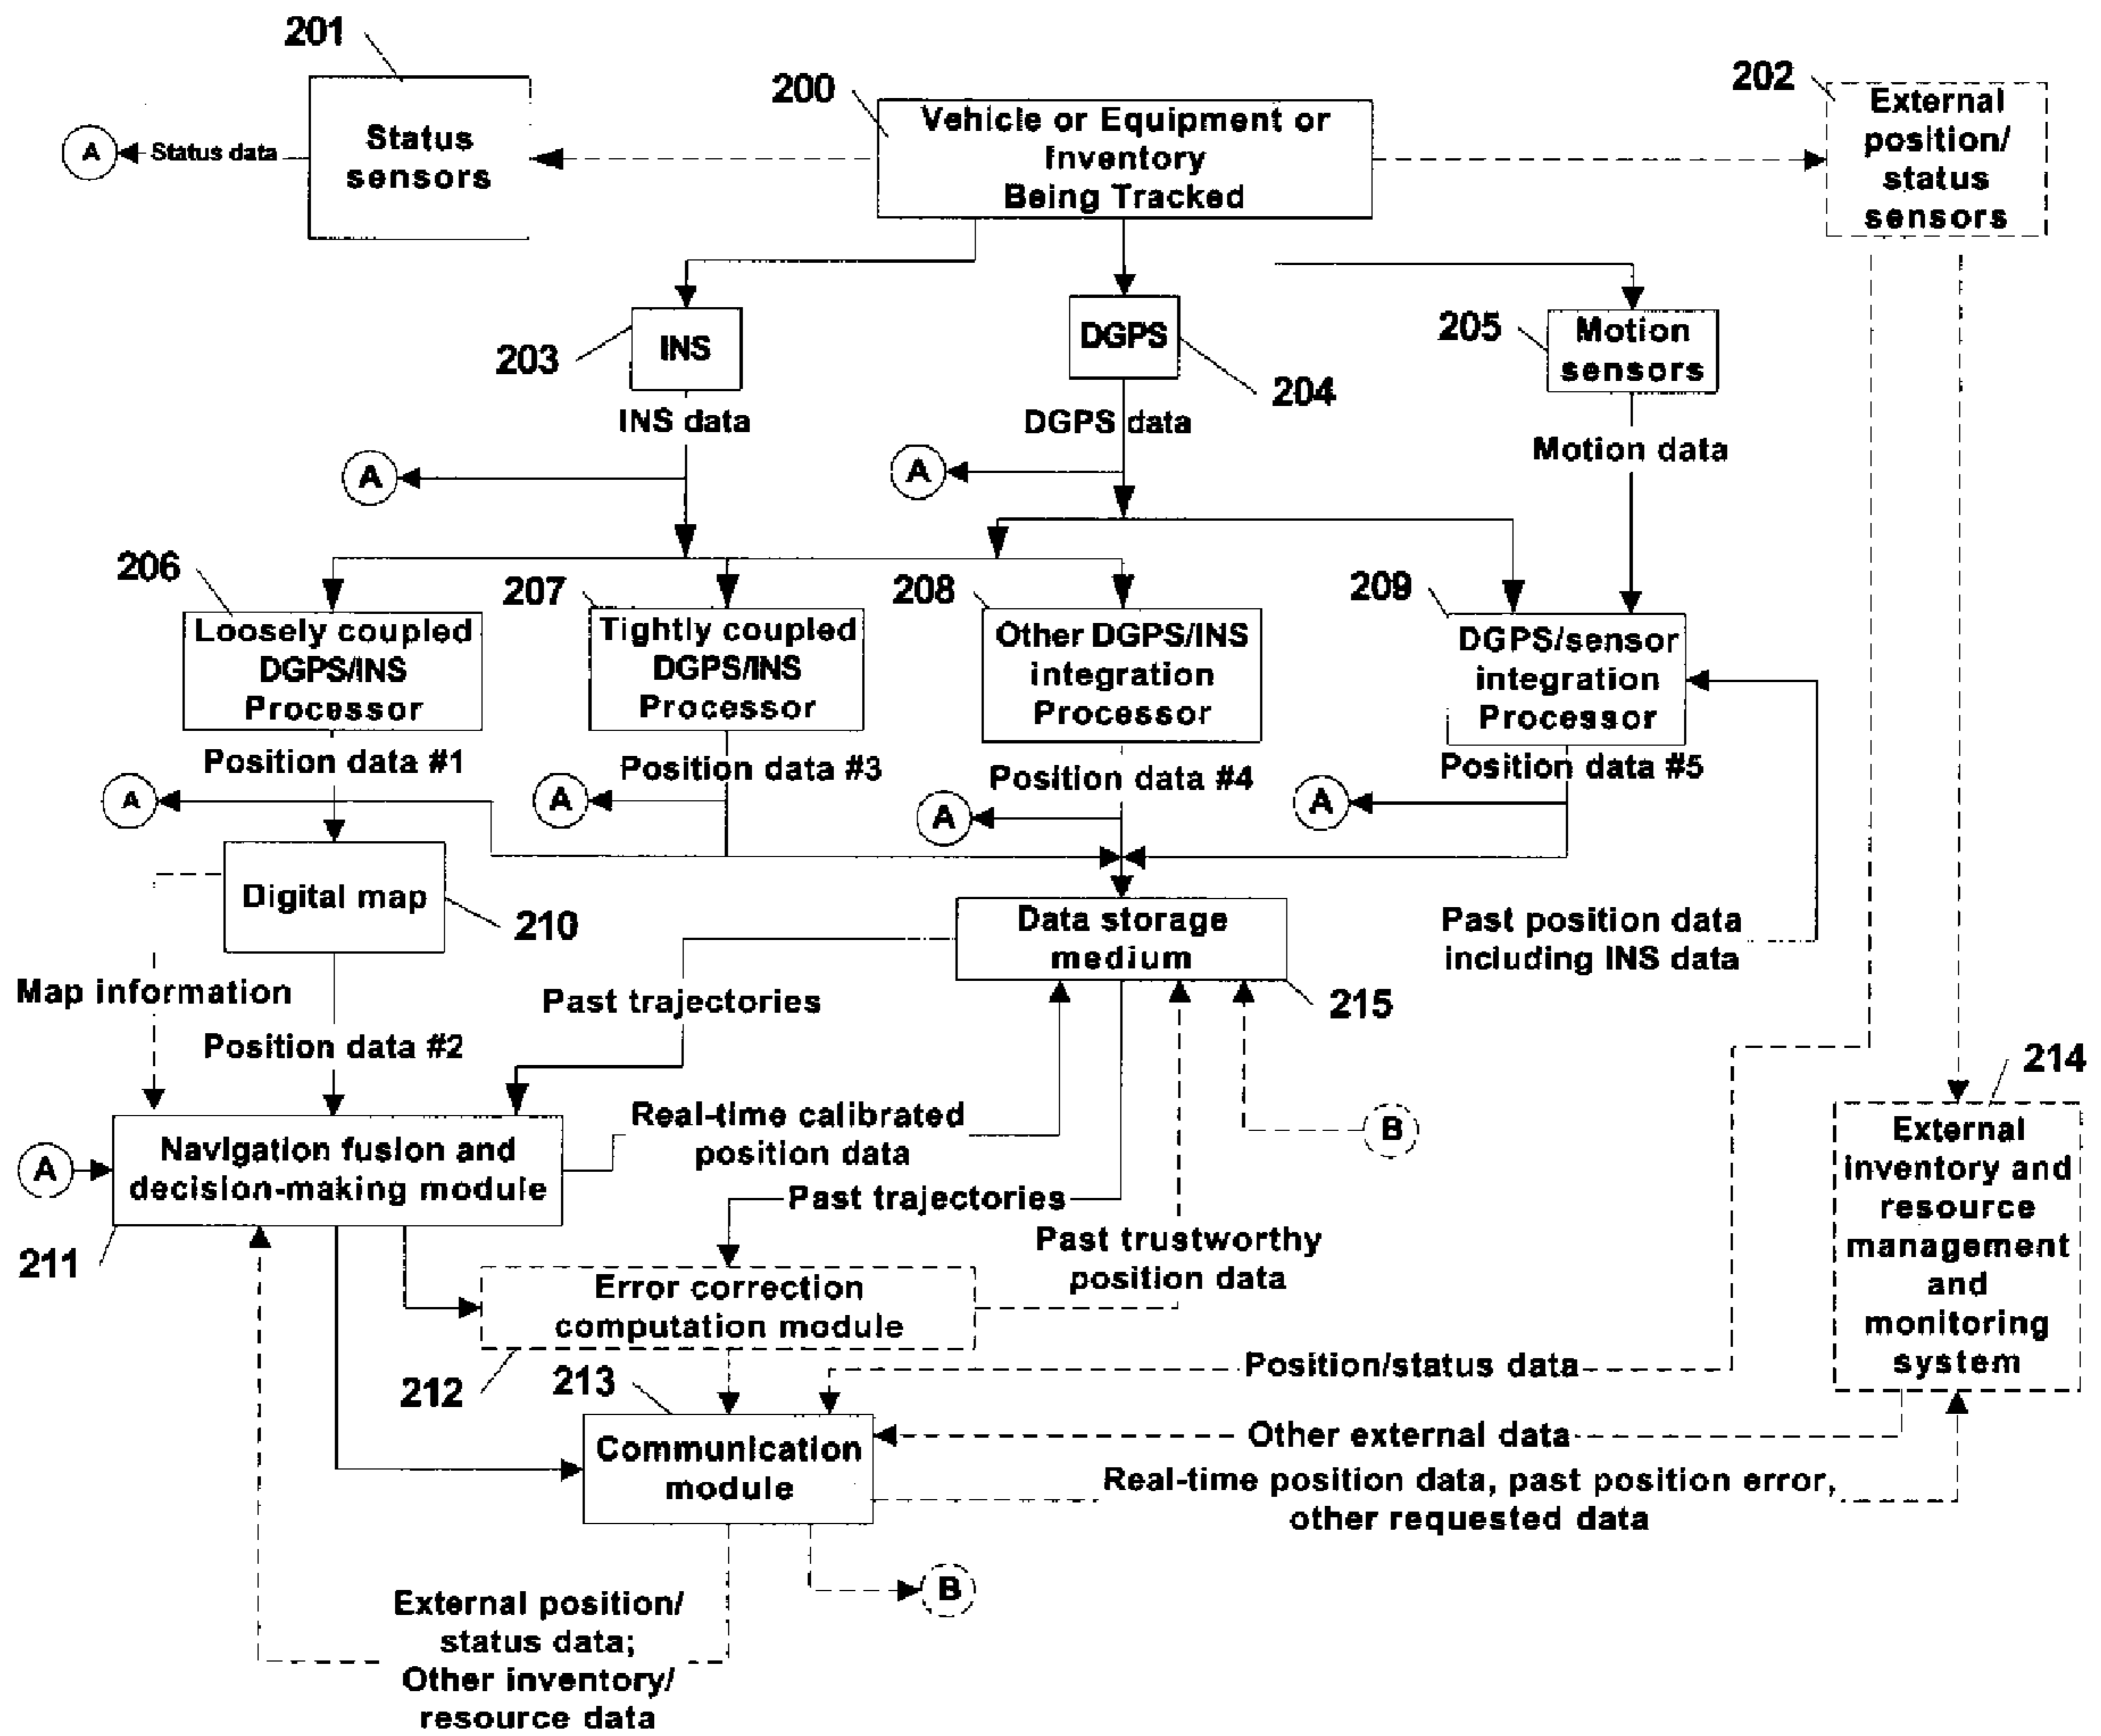 201
200
202
Status
sensors
A
Status data
Vehicle or Equipment or
Inventory
Being Tracked
External
position/
status
sensors
203
INS
DGPS
204
205
Motion
sensors
INS data
DGPS data
Motion data
A
A
206
207
208
209
Loosely coupled
DGPS/INS
Processor
Tightly coupled
DGPS/INS
Processor
Other DGPS/INS
integration
Processor
DGPS/sensor
integration
Processor
Position data #1
Position data #3
Position data #4
Position data #5
A
A
A
A
Digital map
210
Data storage
medium
215
Past position data
including INS data
Map information
Past trajectories
Position data #2
214
A
Navigation fusion and
decision-making module
211
Real-time calibrated
position data
B
External
inventory and
resource
management
and
monitoring
system
Past trajectories
Past trustworthy
position data
Error correction
computation module
212
213
Position/status data
Communication
module
Other external data
Real-time position data, past position error,
other requested data
B
External position/
status data;
Other inventory/
resource data